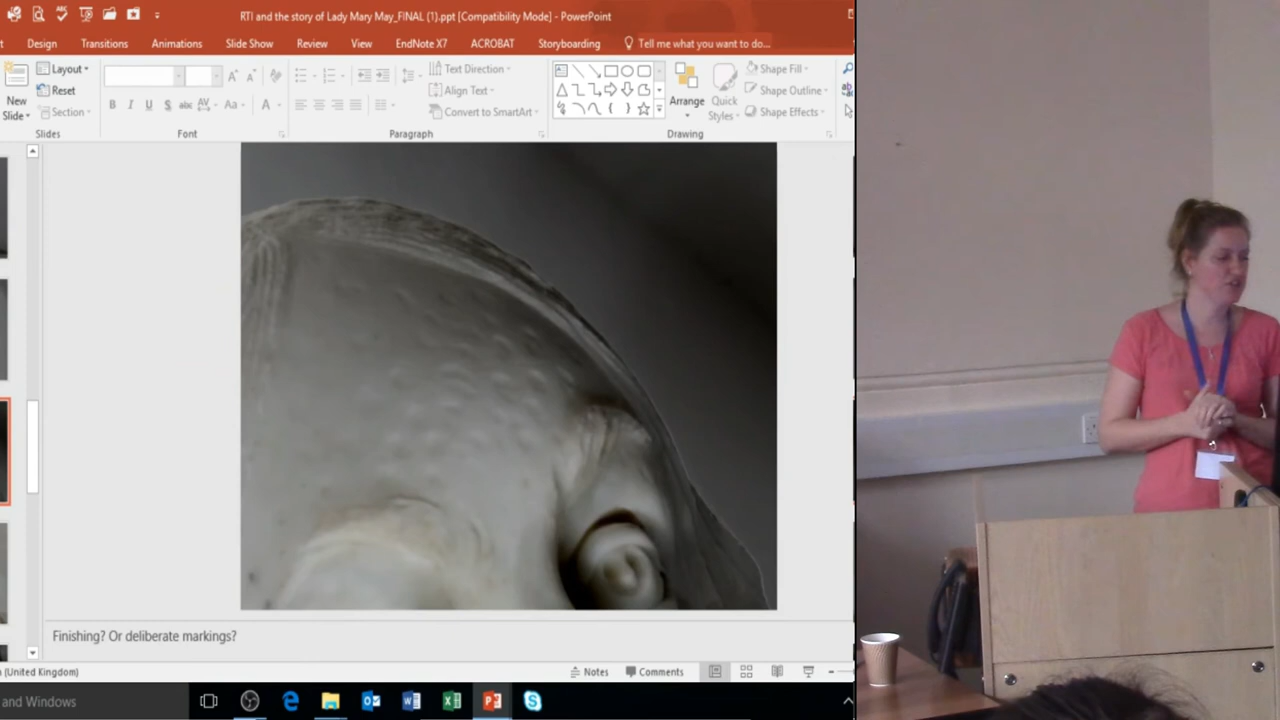 RTI and the story of Lady Mary May_FINAL (1).ppt [Compatibility Mode] - PowerPoint
Design Transitions Animations Slide Show Review View EndNote X7 ACROBAT Storyboarding Tell me what you want to do...
Layout
Reset
Section
New
Slide
Slides
B I U S abc AV Aa A
Font
Text Direction
Align Text
Convert to SmartArt
Paragraph
Arrange
Quick
Styles
Shape Fill
Shape Outline
Shape Effects
Drawing
Finishing? Or deliberate markings?
(United Kingdom)
Notes Comments
and Windows